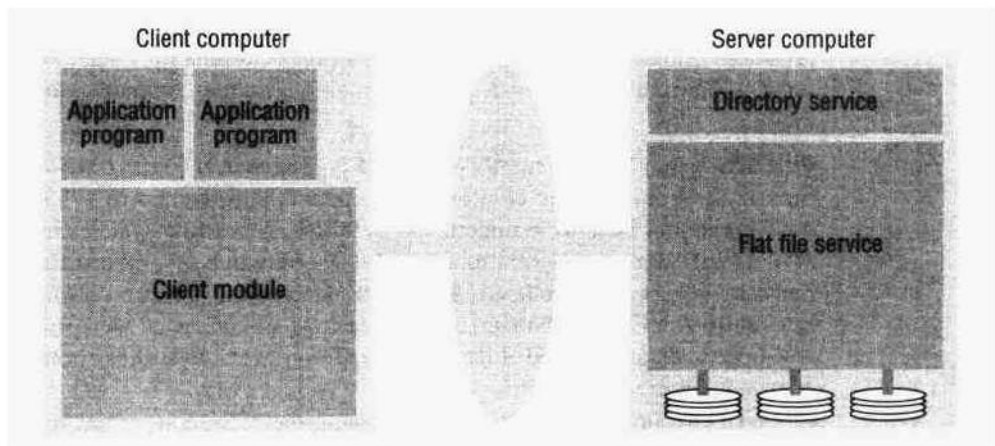 Client computer
Server computer
Application
program
Application
program
Directory service
Flat file service
Client module